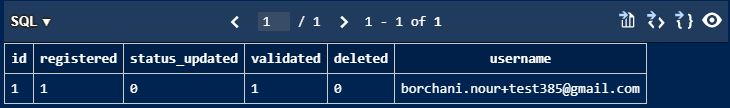 SQL ▼ < 1 / 1 > 1 - 1 of 1
id registered status_updated validated deleted username
1 1 0 1 0 borchani.nour+test385@gmail.com